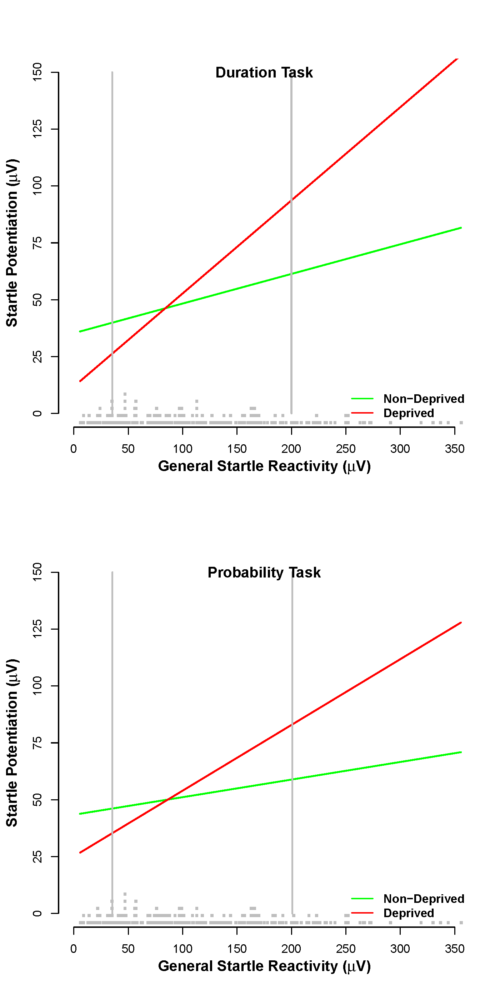 Duration Task
150
125
100
75
50
25
0
Startle Potentiation (μV)
Non-Deprived
Deprived
0 50 100 150 200 250 300 350
General Startle Reactivity (μV)
Probability Task
150
125
100
75
50
25
0
Startle Potentiation (μV)
Non-Deprived
Deprived
0 50 100 150 200 250 300 350
General Startle Reactivity (μV)